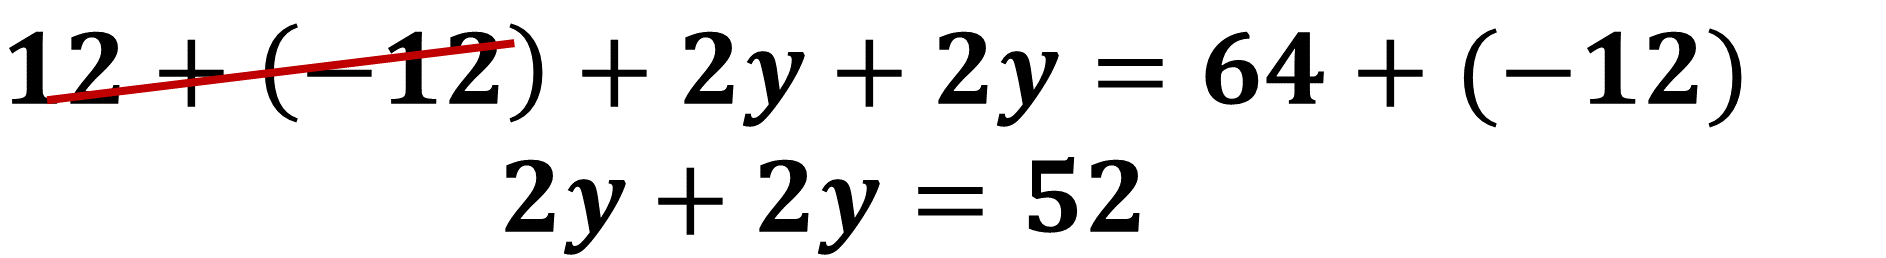 12 + (−12) + 2y + 2y = 64 + (−12)
2y + 2y = 52